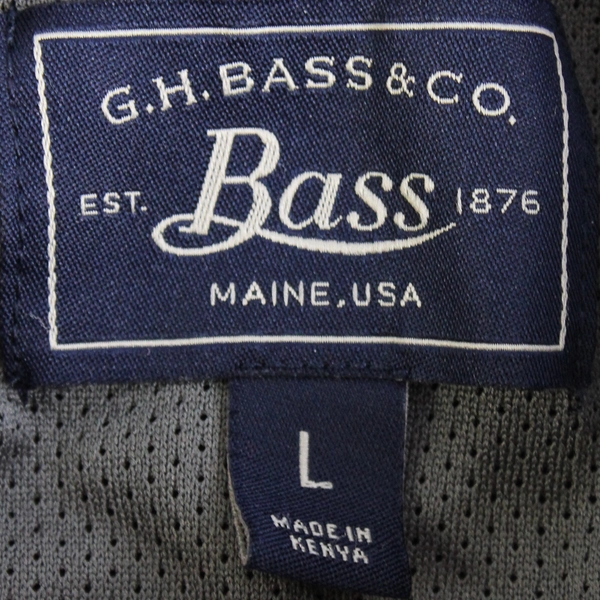 G.H.BASS & CO.
EST. Bass 1876
MAINE, USA
L
MADE IN
KENYA